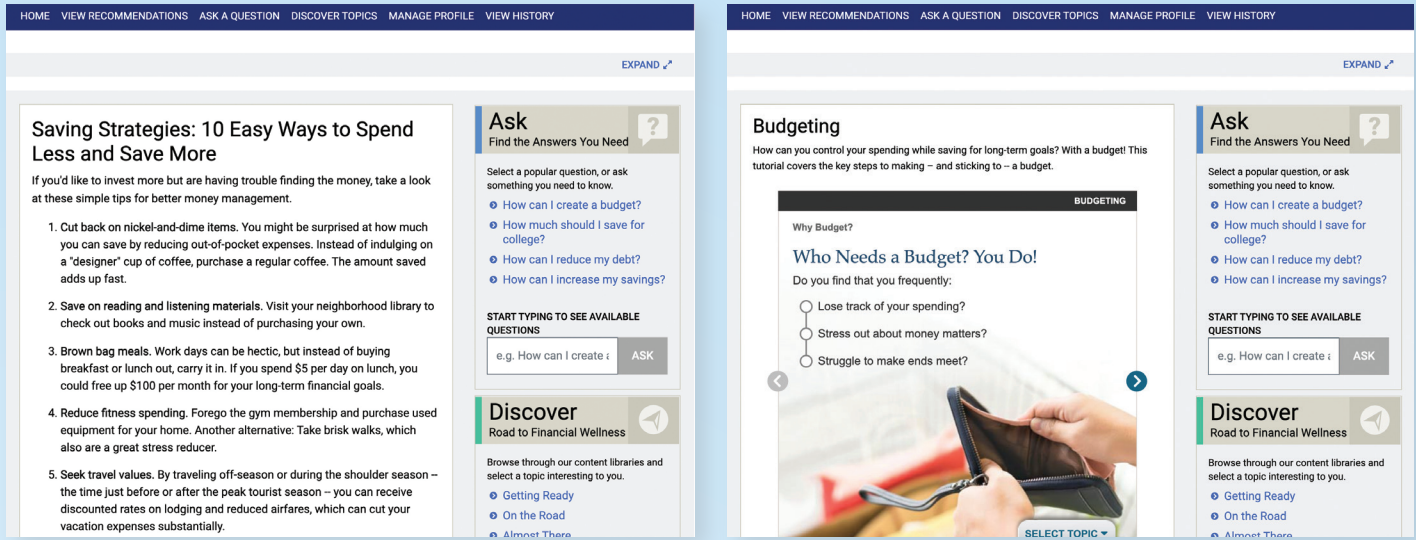 HOME VIEW RECOMMENDATIONS ASK A QUESTION DISCOVER TOPICS MANAGE PROFILE VIEW HISTORY
EXPAND
Saving Strategies: 10 Easy Ways to Spend
Less and Save More
If you'd like to invest more but are having trouble finding the money, take a look
at these simple tips for better money management.
1. Cut back on nickel-and-dime items. You might be surprised at how much
you can save by reducing out-of-pocket expenses. Instead of indulging on
a "designer" cup of coffee, purchase a regular coffee. The amount saved
adds up fast.
2. Save on reading and listening materials. Visit your neighborhood library to
check out books and music instead of purchasing your own.
3. Brown bag meals. Work days can be hectic, but instead of buying
breakfast or lunch out, carry it in. If you spend $5 per day on lunch, you
could free up $100 per month for your long-term financial goals.
4. Reduce fitness spending. Forego the gym membership and purchase used
equipment for your home. Another alternative: Take brisk walks, which
also are a great stress reducer.
5. Seek travel values. By traveling off-season or during the shoulder season –
the time just before or after the peak tourist season – you can receive
discounted rates on lodging and reduced airfares, which can cut your
vacation expenses substantially.
Ask
Find the Answers You Need
?
Select a popular question, or ask
something you need to know.
How can I create a budget?
How much should I save for
college?
How can I reduce my debt?
How can I increase my savings?
START TYPING TO SEE AVAILABLE
QUESTIONS
e.g. How can I create a
ASK
Discover
Road to Financial Wellness
Browse through our content libraries and
select a topic interesting to you.
Getting Ready
On the Road
Almost There
HOME VIEW RECOMMENDATIONS ASK A QUESTION DISCOVER TOPICS MANAGE PROFILE VIEW HISTORY
EXPAND
Budgeting
How can you control your spending while saving for long-term goals? With a budget! This
tutorial covers the key steps to making – and sticking to – a budget.
BUDGETING
Why Budget?
Who Needs a Budget? You Do!
Do you find that you frequently:
Lose track of your spending?
Stress out about money matters?
Struggle to make ends meet?
SELECT TOPIC
Ask
Find the Answers You Need
?
Select a popular question, or ask
something you need to know.
How can I create a budget?
How much should I save for
college?
How can I reduce my debt?
How can I increase my savings?
START TYPING TO SEE AVAILABLE
QUESTIONS
e.g. How can I create a
ASK
Discover
Road to Financial Wellness
Browse through our content libraries and
select a topic interesting to you.
Getting Ready
On the Road
Almost There